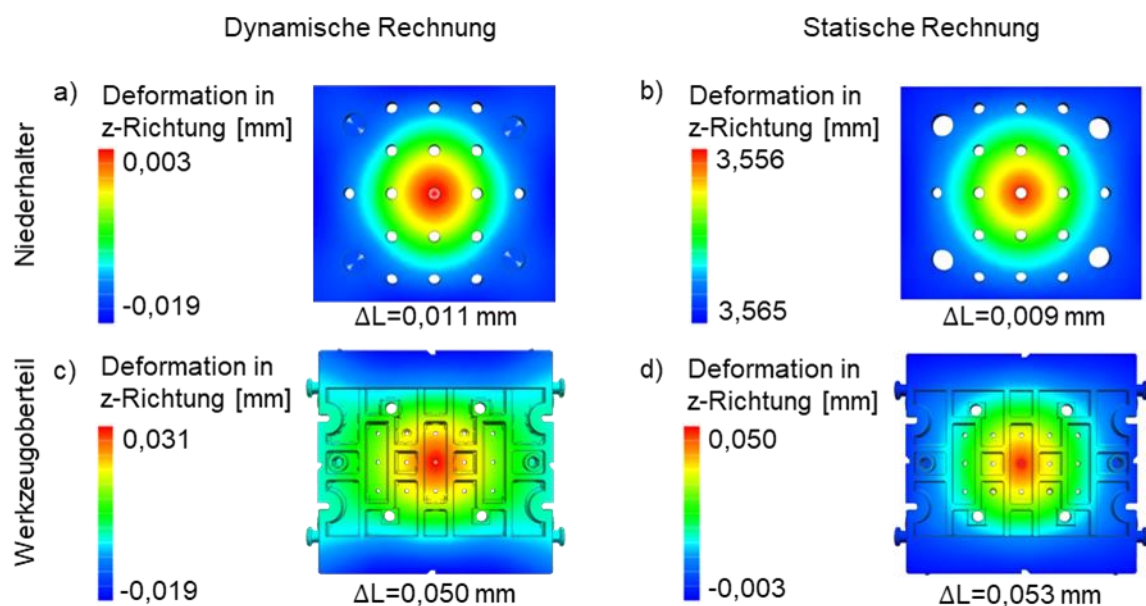 Dynamische Rechnung
Statische Rechnung
Niederhalter
a) Deformation in
z-Richtung [mm]
0,003
-0,019
ΔL=0,011 mm
b) Deformation in
z-Richtung [mm]
3,556
3,565
ΔL=0,009 mm
Werkzeugoberteil
c) Deformation in
z-Richtung [mm]
0,031
-0,019
ΔL=0,050 mm
d) Deformation in
z-Richtung [mm]
0,050
-0,003
ΔL=0,053 mm